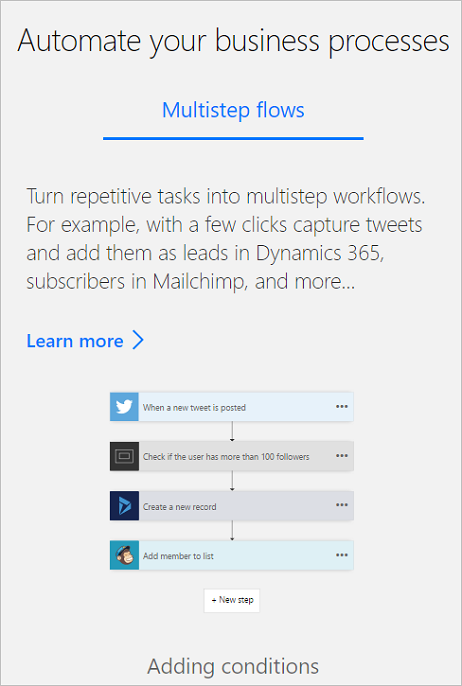 Automate your business processes
Multistep flows
Turn repetitive tasks into multistep workflows.
For example, with a few clicks capture tweets
and add them as leads in Dynamics 365,
subscribers in Mailchimp, and more...
Learn more
When a new tweet is posted
Check if the user has more than 100 followers
Create a new record
Add member to list
+ New step
Adding conditions